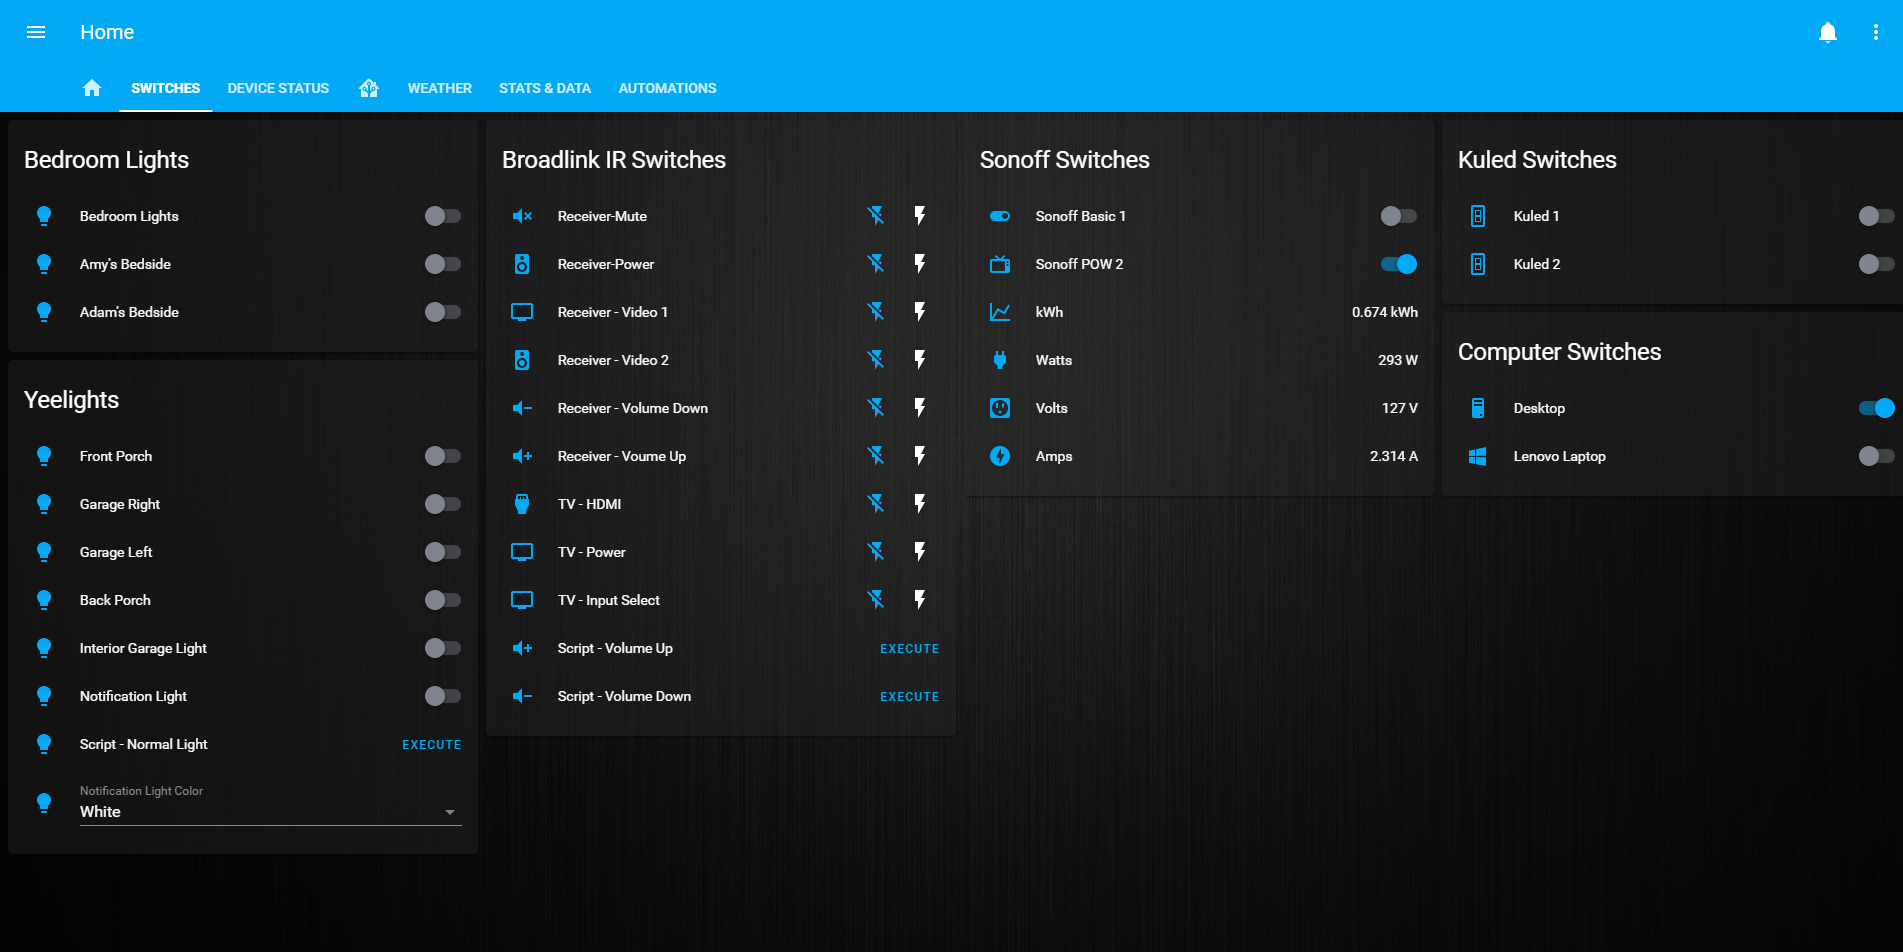 Home
SWITCHES DEVICE STATUS WEATHER STATS & DATA AUTOMATIONS
Bedroom Lights
Bedroom Lights
Amy's Bedside
Adam's Bedside
Yeelights
Front Porch
Garage Right
Garage Left
Back Porch
Interior Garage Light
Notification Light
Script - Normal Light EXECUTE
Notification Light Color
White
Broadlink IR Switches
Receiver-Mute
Receiver-Power
Receiver - Video 1
Receiver - Video 2
Receiver - Volume Down
Receiver - Voume Up
TV - HDMI
TV - Power
TV - Input Select
Script - Volume Up EXECUTE
Script - Volume Down EXECUTE
Sonoff Switches
Sonoff Basic 1
Sonoff POW 2
kWh 0.674 kWh
Watts 293 W
Volts 127 V
Amps 2.314 A
Kuled Switches
Kuled 1
Kuled 2
Computer Switches
Desktop
Lenovo Laptop